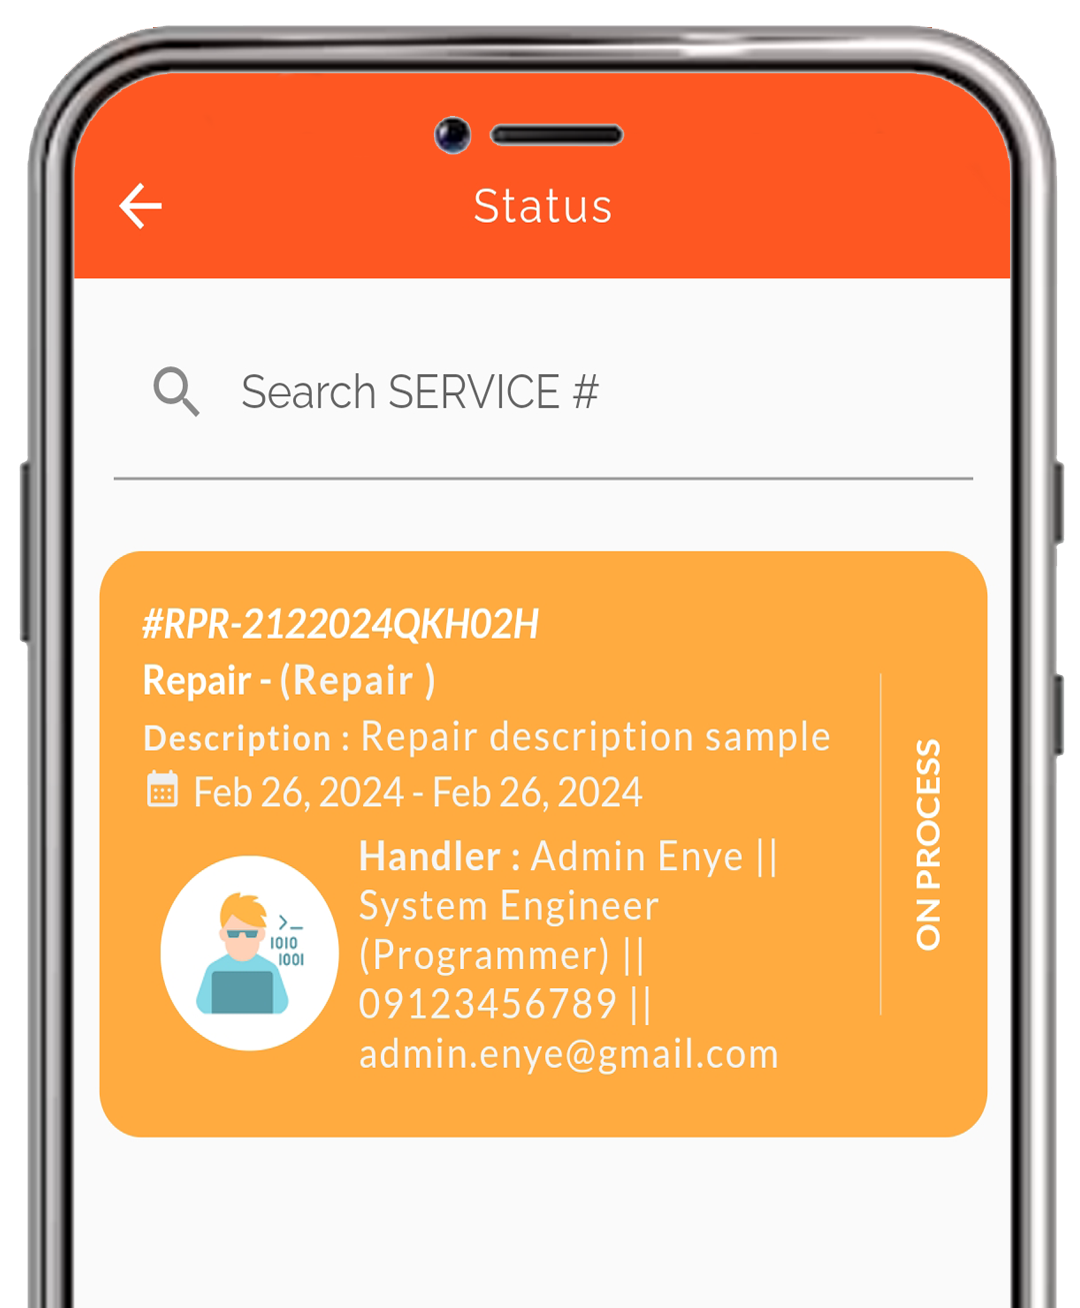 Status
Search SERVICE #
#RPR-2122024QKH02H
Repair - (Repair )
Description : Repair description sample
Feb 26, 2024 - Feb 26, 2024
Handler : Admin Enye ||
System Engineer
(Programmer) ||
09123456789 ||
admin.enye@gmail.com
>_
1010
1001
ON PROCESS